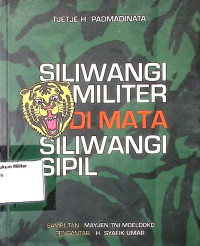 TJETJE H. PADMADINATA
SILIWANGI
MILITER
DI MATA
SILIWANGI
SIPIL
SAMBUTAN MAYJEN TNI MOELDOKO
PENGANTAR H. SYAFIK UMAR